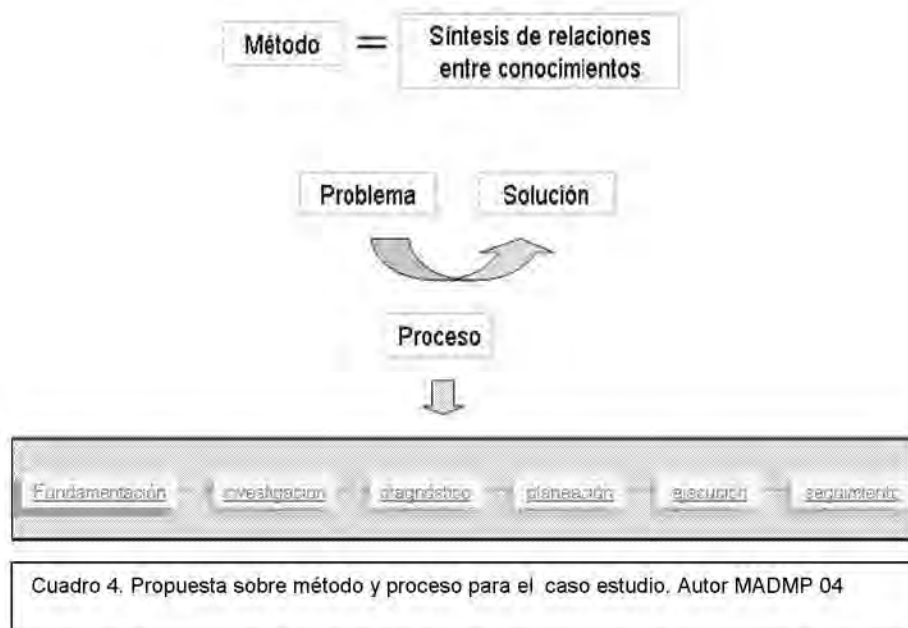 Método = Síntesis de relaciones
entre conocimientos
Problema Solución
Proceso
Fundamentación investigación diagnóstico planeación ejecución seguimiento
Cuadro 4. Propuesta sobre método y proceso para el caso estudio. Autor MADMP 04